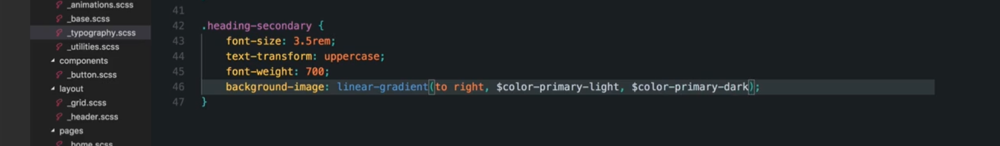 _animations.scss
_base.scss
_typography.scss
_utilities.scss
components
_button.scss
layout
_grid.scss
_header.scss
pages
_home.scss
41
42 .heading-secondary {
43 font-size: 3.5rem;
44 text-transform: uppercase;
45 font-weight: 700;
46 background-image: linear-gradient(to right, $color-primary-light, $color-primary-dark);
47 }